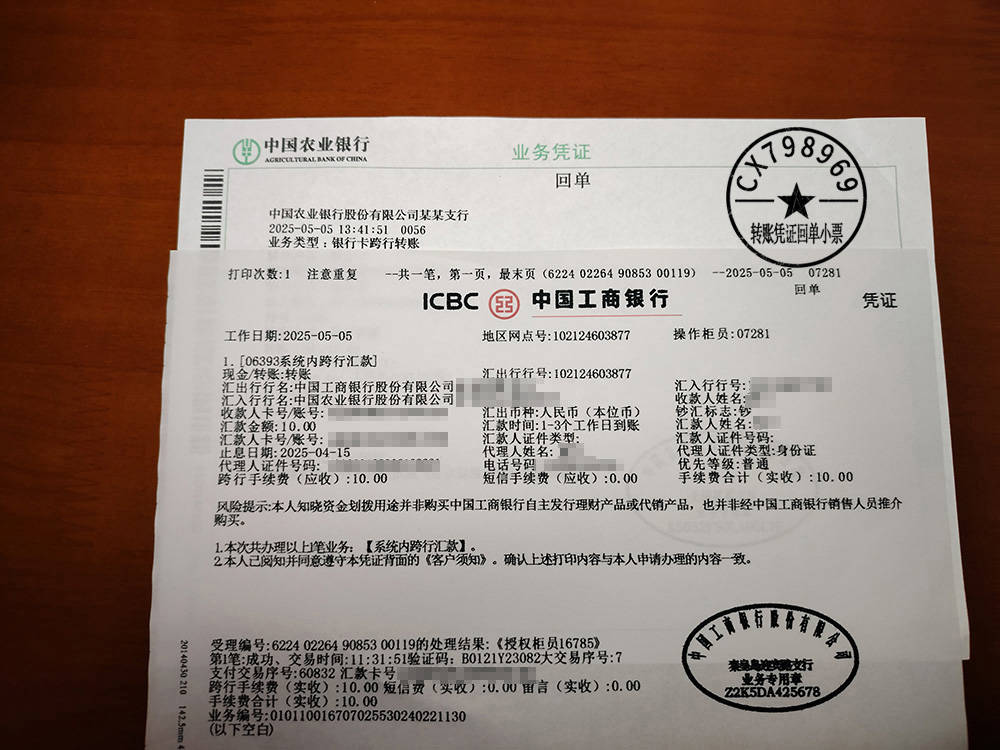 中国农业银行
AGRICULTURAL BANK OF CHINA
业务凭证
回单
CX798969
转账凭证回单小票
中国农业银行股份有限公司某某支行
2025-05-05 13:41:51 0056
业务类型：银行卡跨行转账
打印次数:1 注意重复 --共一笔，第一页，最末页（6224 02264 90853 00119） --2025-05-05 07281
回单
ICBC 中国工商银行
凭证
工作日期:2025-05-05 地区网点号:102124603877 操作柜员:07281
1.[06393系统内跨行汇款]
现金/转账:转账 汇出行行号:102124603877
汇出行行名:中国工商银行股份有限公司 汇入行行号:
汇入行行名:中国农业银行股份有限公司 收款人姓名:
收款人卡号/账号: 汇出币种:人民币（本位币） 钞汇标志:钞
汇款金额:10.00 汇款时间:1-3个工作日到账 汇款人姓名:
汇款人卡号/账号: 汇款人证件类型: 汇款人证件号码:
止息日期:2025-04-15 代理人姓名: 代理人证件类型:身份证
代理人证件号码: 电话号码 优先等级:普通
跨行手续费（应收）:10.00 短信手续费（应收）:0.00 手续费合计（实收）:10.00
风险提示:本人知晓资金划拨用途并非购买中国工商银行自主发行理财产品或代销产品，也并非经中国工商银行销售人员推介
购买。
1.本次共办理以上1笔业务：【系统内跨行汇款】。
2.本人已阅知并同意遵守本凭证背面的《客户须知》。确认上述打印内容与本人申请办理的内容一致。
受理编号:6224 02264 90853 00119的处理结果:《授权柜员16785》
第1笔:成功、交易时间:11:31:51验证码：B0121Y23082大交易序号:7
支付交易序号:60832 汇款卡号
跨行手续费（实收）:10.00 短信费（实收）:0.00 留言（实收）:0.00
手续费合计（实收）:10.00
业务编号:010110016707025530240221130
(以下空白)
中国工商银行股份有限公司
秦皇岛迎宾路支行
业务专用章
Z2K5DA425678
20140430 210 142.5mm 4